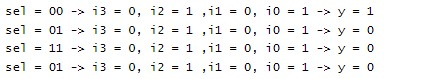 sel = 00 -> i3 = 0, i2 = 1 ,i1 = 0, i0 = 1 -> y = 1
sel = 01 -> i3 = 0, i2 = 1 ,i1 = 0, i0 = 1 -> y = 0
sel = 11 -> i3 = 0, i2 = 1 ,i1 = 0, i0 = 1 -> y = 0
sel = 01 -> i3 = 0, i2 = 1 ,i1 = 0, i0 = 1 -> y = 0